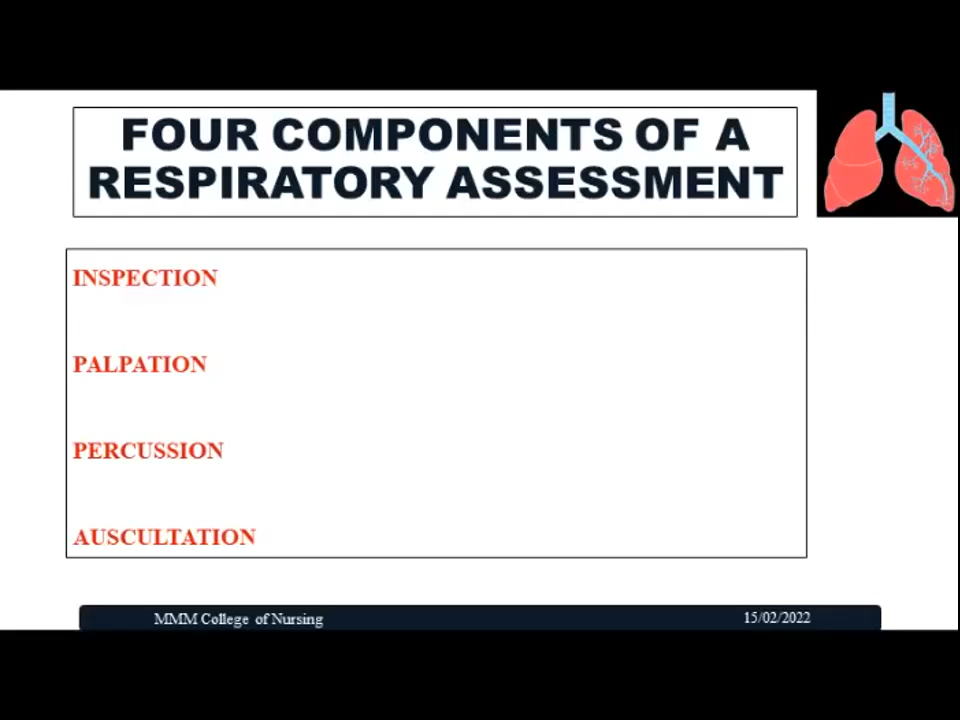 FOUR COMPONENTS OF A
RESPIRATORY ASSESSMENT
INSPECTION
PALPATION
PERCUSSION
AUSCULTATION
MMM College of Nursing
15/02/2022